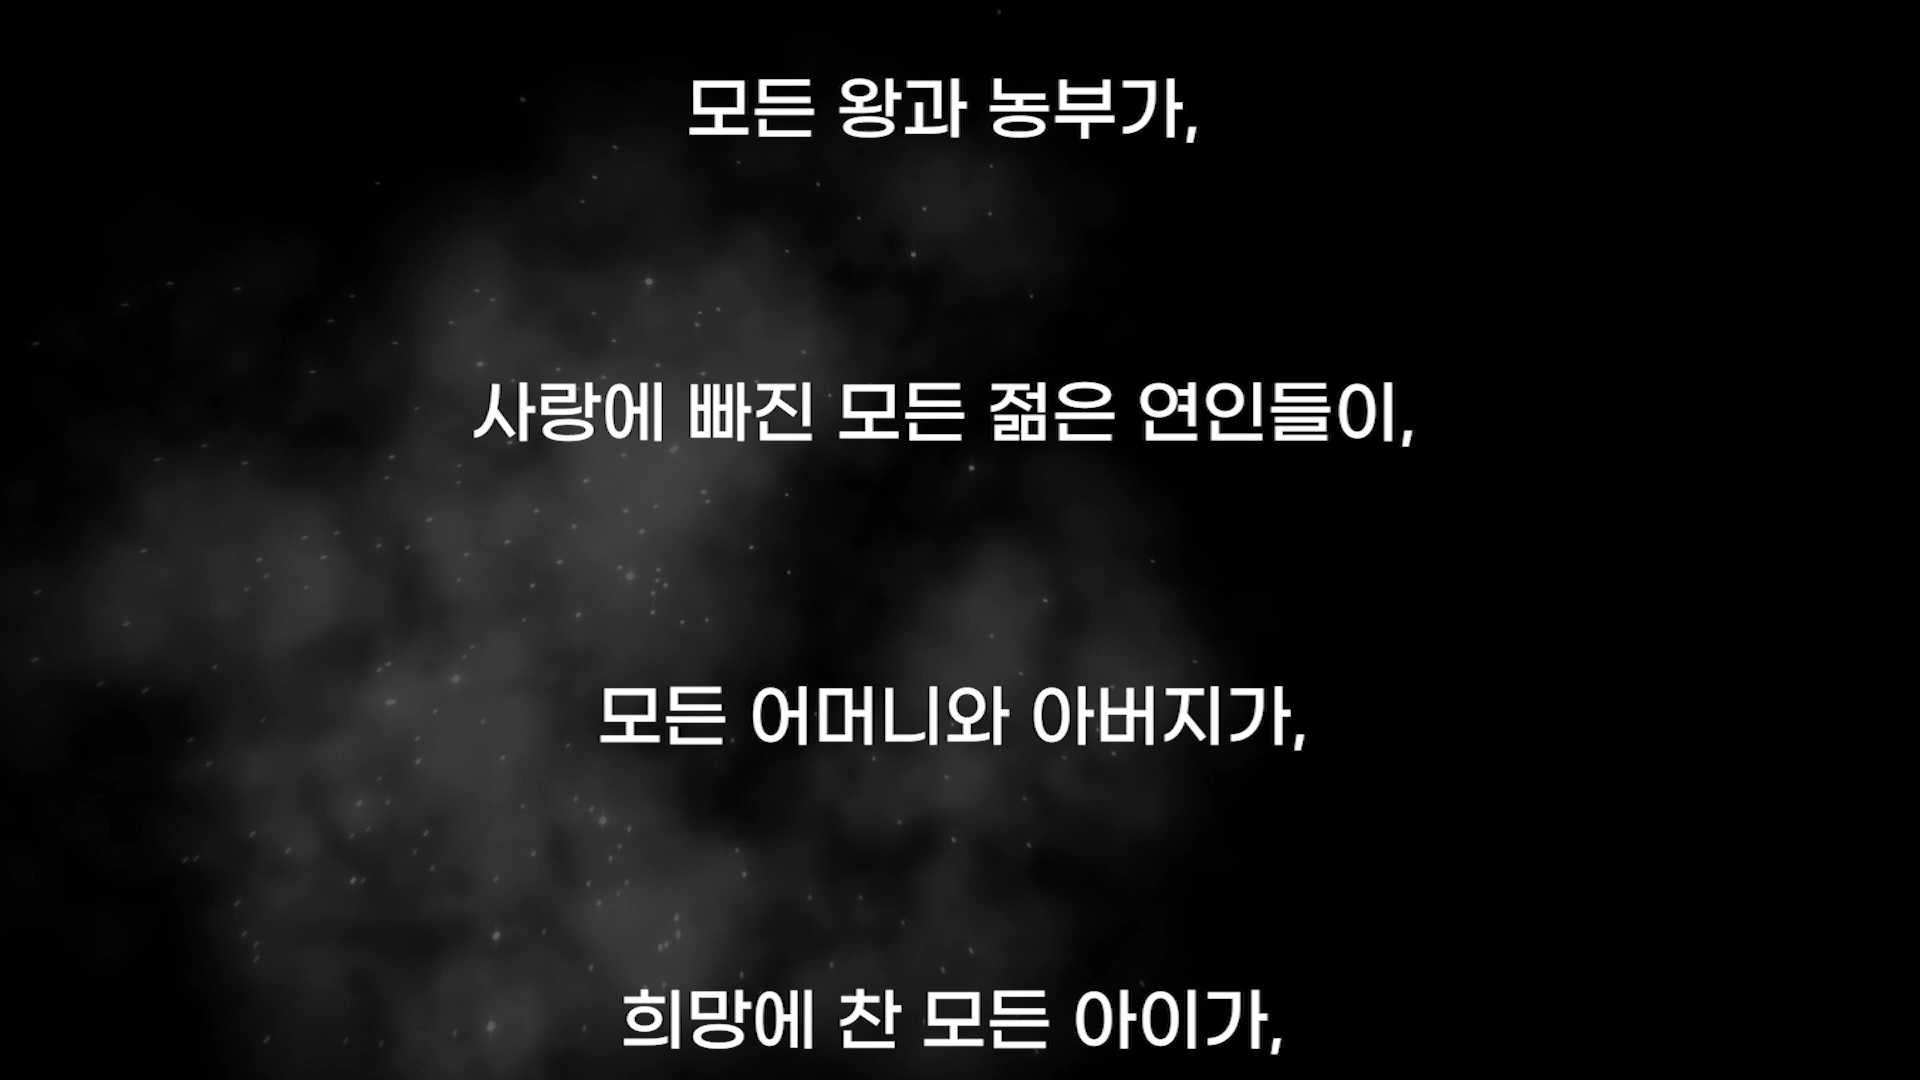 모든 왕과 농부가,
사랑에 빠진 모든 젊은 연인들이,
모든 어머니와 아버지가,
희망에 찬 모든 아이가,